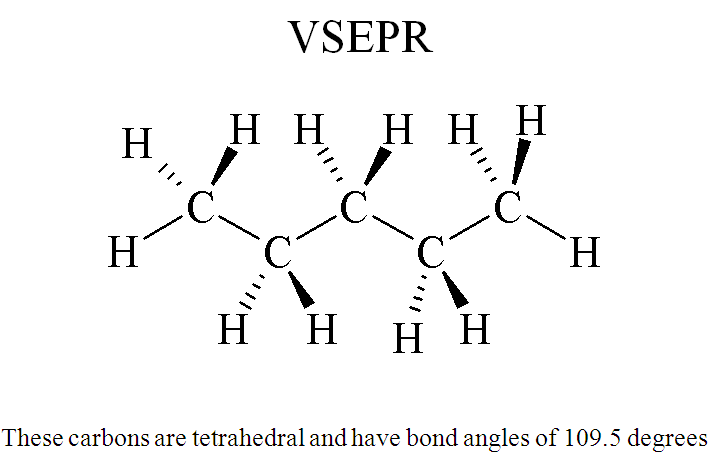 VSEPR
H H H H H H
C C C
H C C H
H H H H
These carbons are tetrahedral and have bond angles of 109.5 degrees